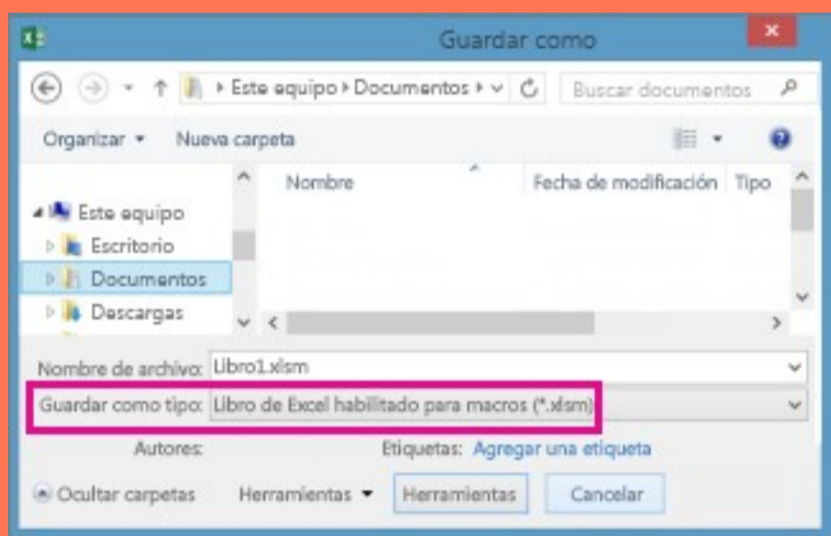 Guardar como
Este equipo Documentos Buscar documentos
Organizar Nueva carpeta
Nombre Fecha de modificación Tipo
Este equipo
Escritorio
Documentos
Descargas
Nombre de archivo: Libro1.xlsm
Guardar como tipo: Libro de Excel habilitado para macros (*.xlsm)
Autores: Etiquetas: Agregar una etiqueta
Ocultar carpetas Herramientas Herramientas Cancelar